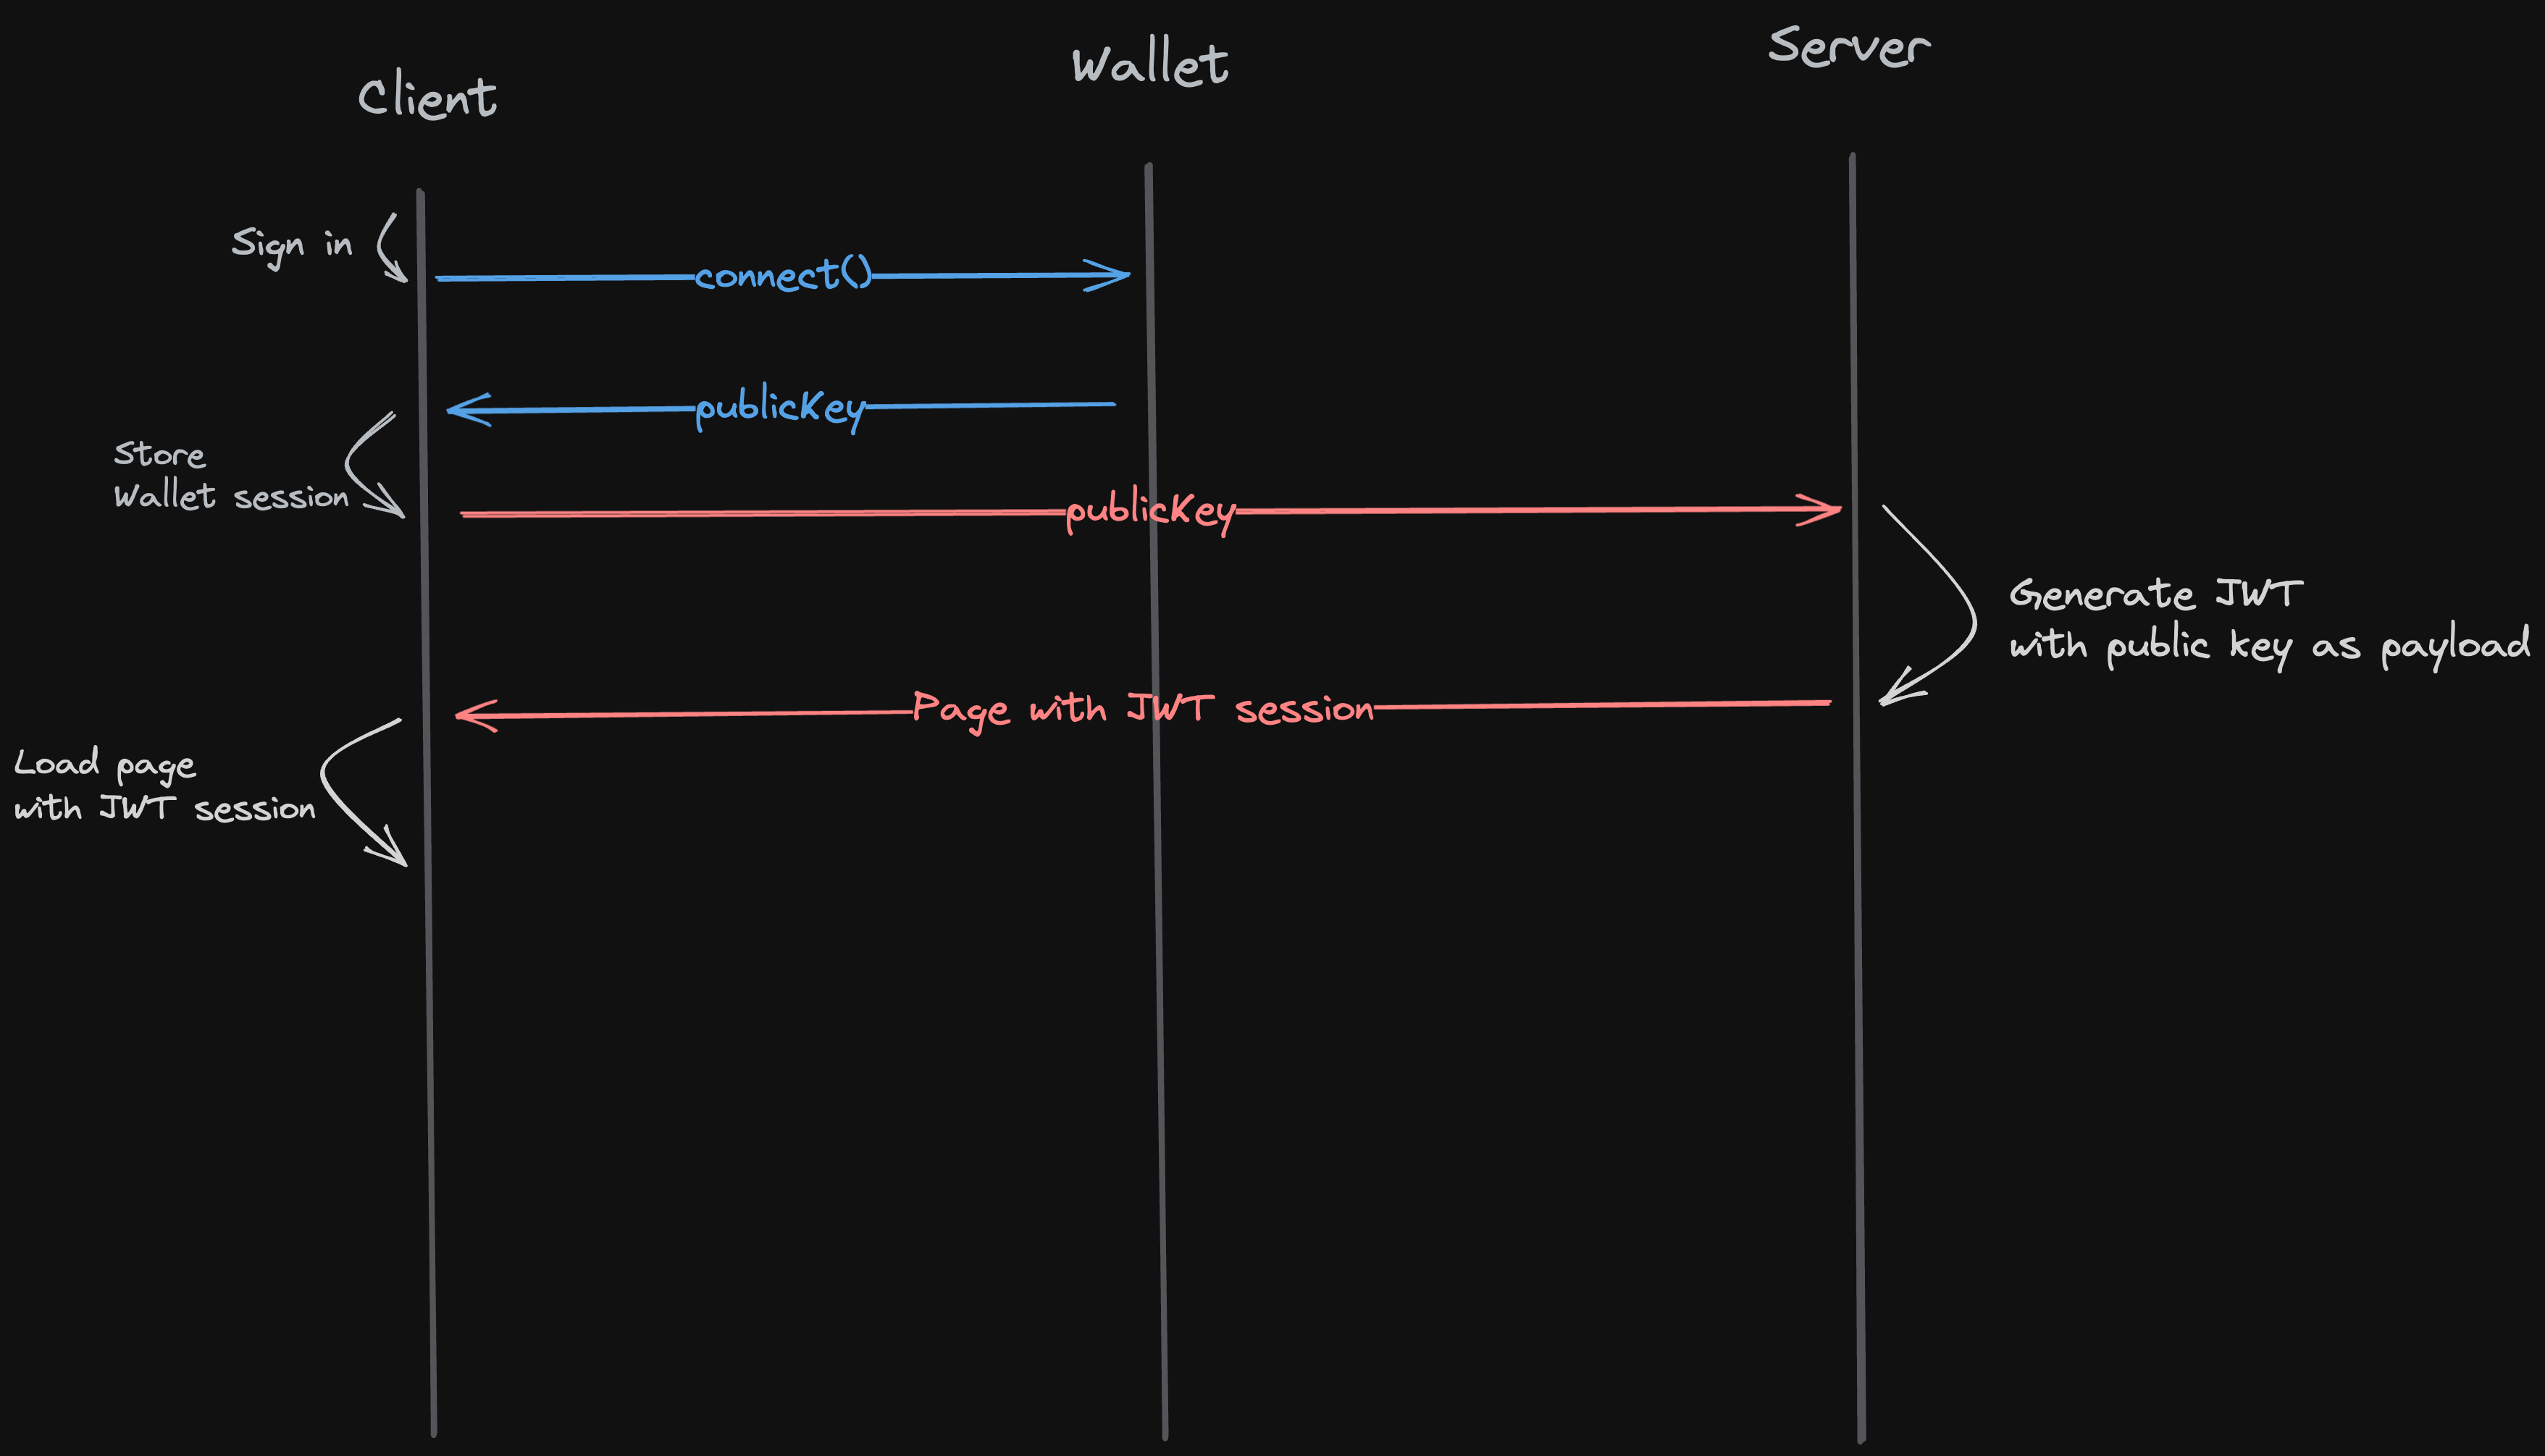 Client
Wallet
Server
Sign in
connect()
publicKey
Store
Wallet session
publicKey
Generate JWT
with public key as payload
Page with JWT session
Load page
with JWT session